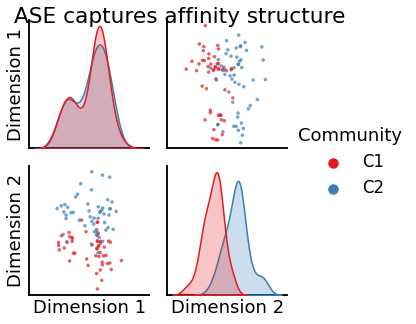 ASE captures affinity structure
Dimension 1
Community
C1
C2
Dimension 2
Dimension 1
Dimension 2